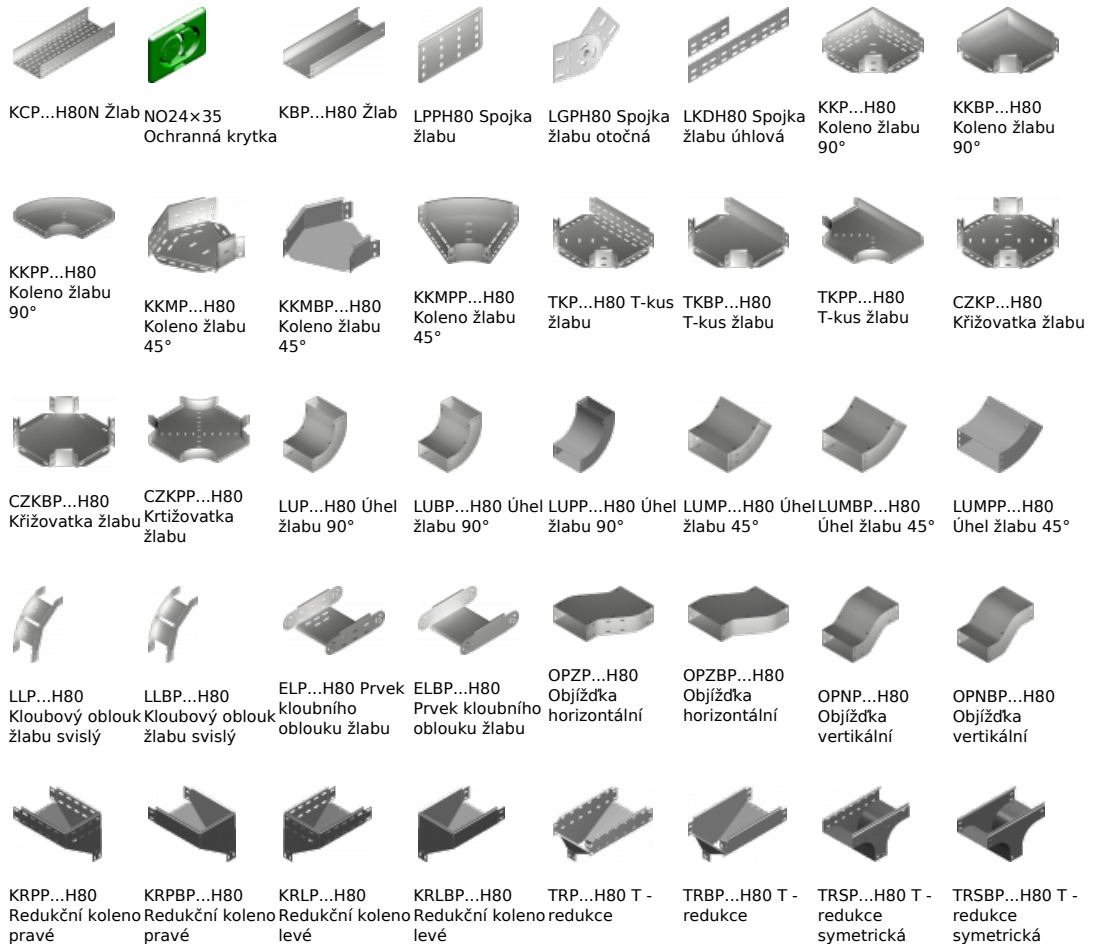 KCP...H80N Žlab
NO24×35
Ochranná krytka
KBP...H80 Žlab
LPPH80 Spojka
žlabu
LGPH80 Spojka
žlabu otočná
LKDH80 Spojka
žlabu úhlová
KKP...H80
Koleno žlabu
90°
KKBP...H80
Koleno žlabu
90°
KKPP...H80
Koleno žlabu
90°
KKMP...H80
Koleno žlabu
45°
KKMBP...H80
Koleno žlabu
45°
KKMPP...H80
Koleno žlabu
45°
TKP...H80 T-kus
žlabu
TKBP...H80
T-kus žlabu
TKPP...H80
T-kus žlabu
CZKP...H80
Křižovatka žlabu
CZKBP...H80
Křižovatka žlabu
CZKPP...H80
Krtižovatka
žlabu
LUP...H80 Úhel
žlabu 90°
LUBP...H80 Úhel
žlabu 90°
LUPP...H80 Úhel
žlabu 90°
LUMP...H80 Úhel
žlabu 45°
LUMBP...H80
Úhel žlabu 45°
LUMPP...H80
Úhel žlabu 45°
LLP...H80
Kloubový oblouk
žlabu svislý
LLBP...H80
Kloubový oblouk
žlabu svislý
ELP...H80 Prvek
kloubního
oblouku žlabu
ELBP...H80
Prvek kloubního
oblouku žlabu
OPZP...H80
Objížďka
horizontální
OPZBP...H80
Objížďka
horizontální
OPNP...H80
Objížďka
vertikální
OPNBP...H80
Objížďka
vertikální
KRPP...H80
Redukční koleno
pravé
KRPBP...H80
Redukční koleno
pravé
KRLP...H80
Redukční koleno
levé
KRLBP...H80
Redukční koleno
levé
TRP...H80 T -
redukce
TRBP...H80 T -
redukce
TRSP...H80 T -
redukce
symetrická
TRSBP...H80 T -
redukce
symetrická